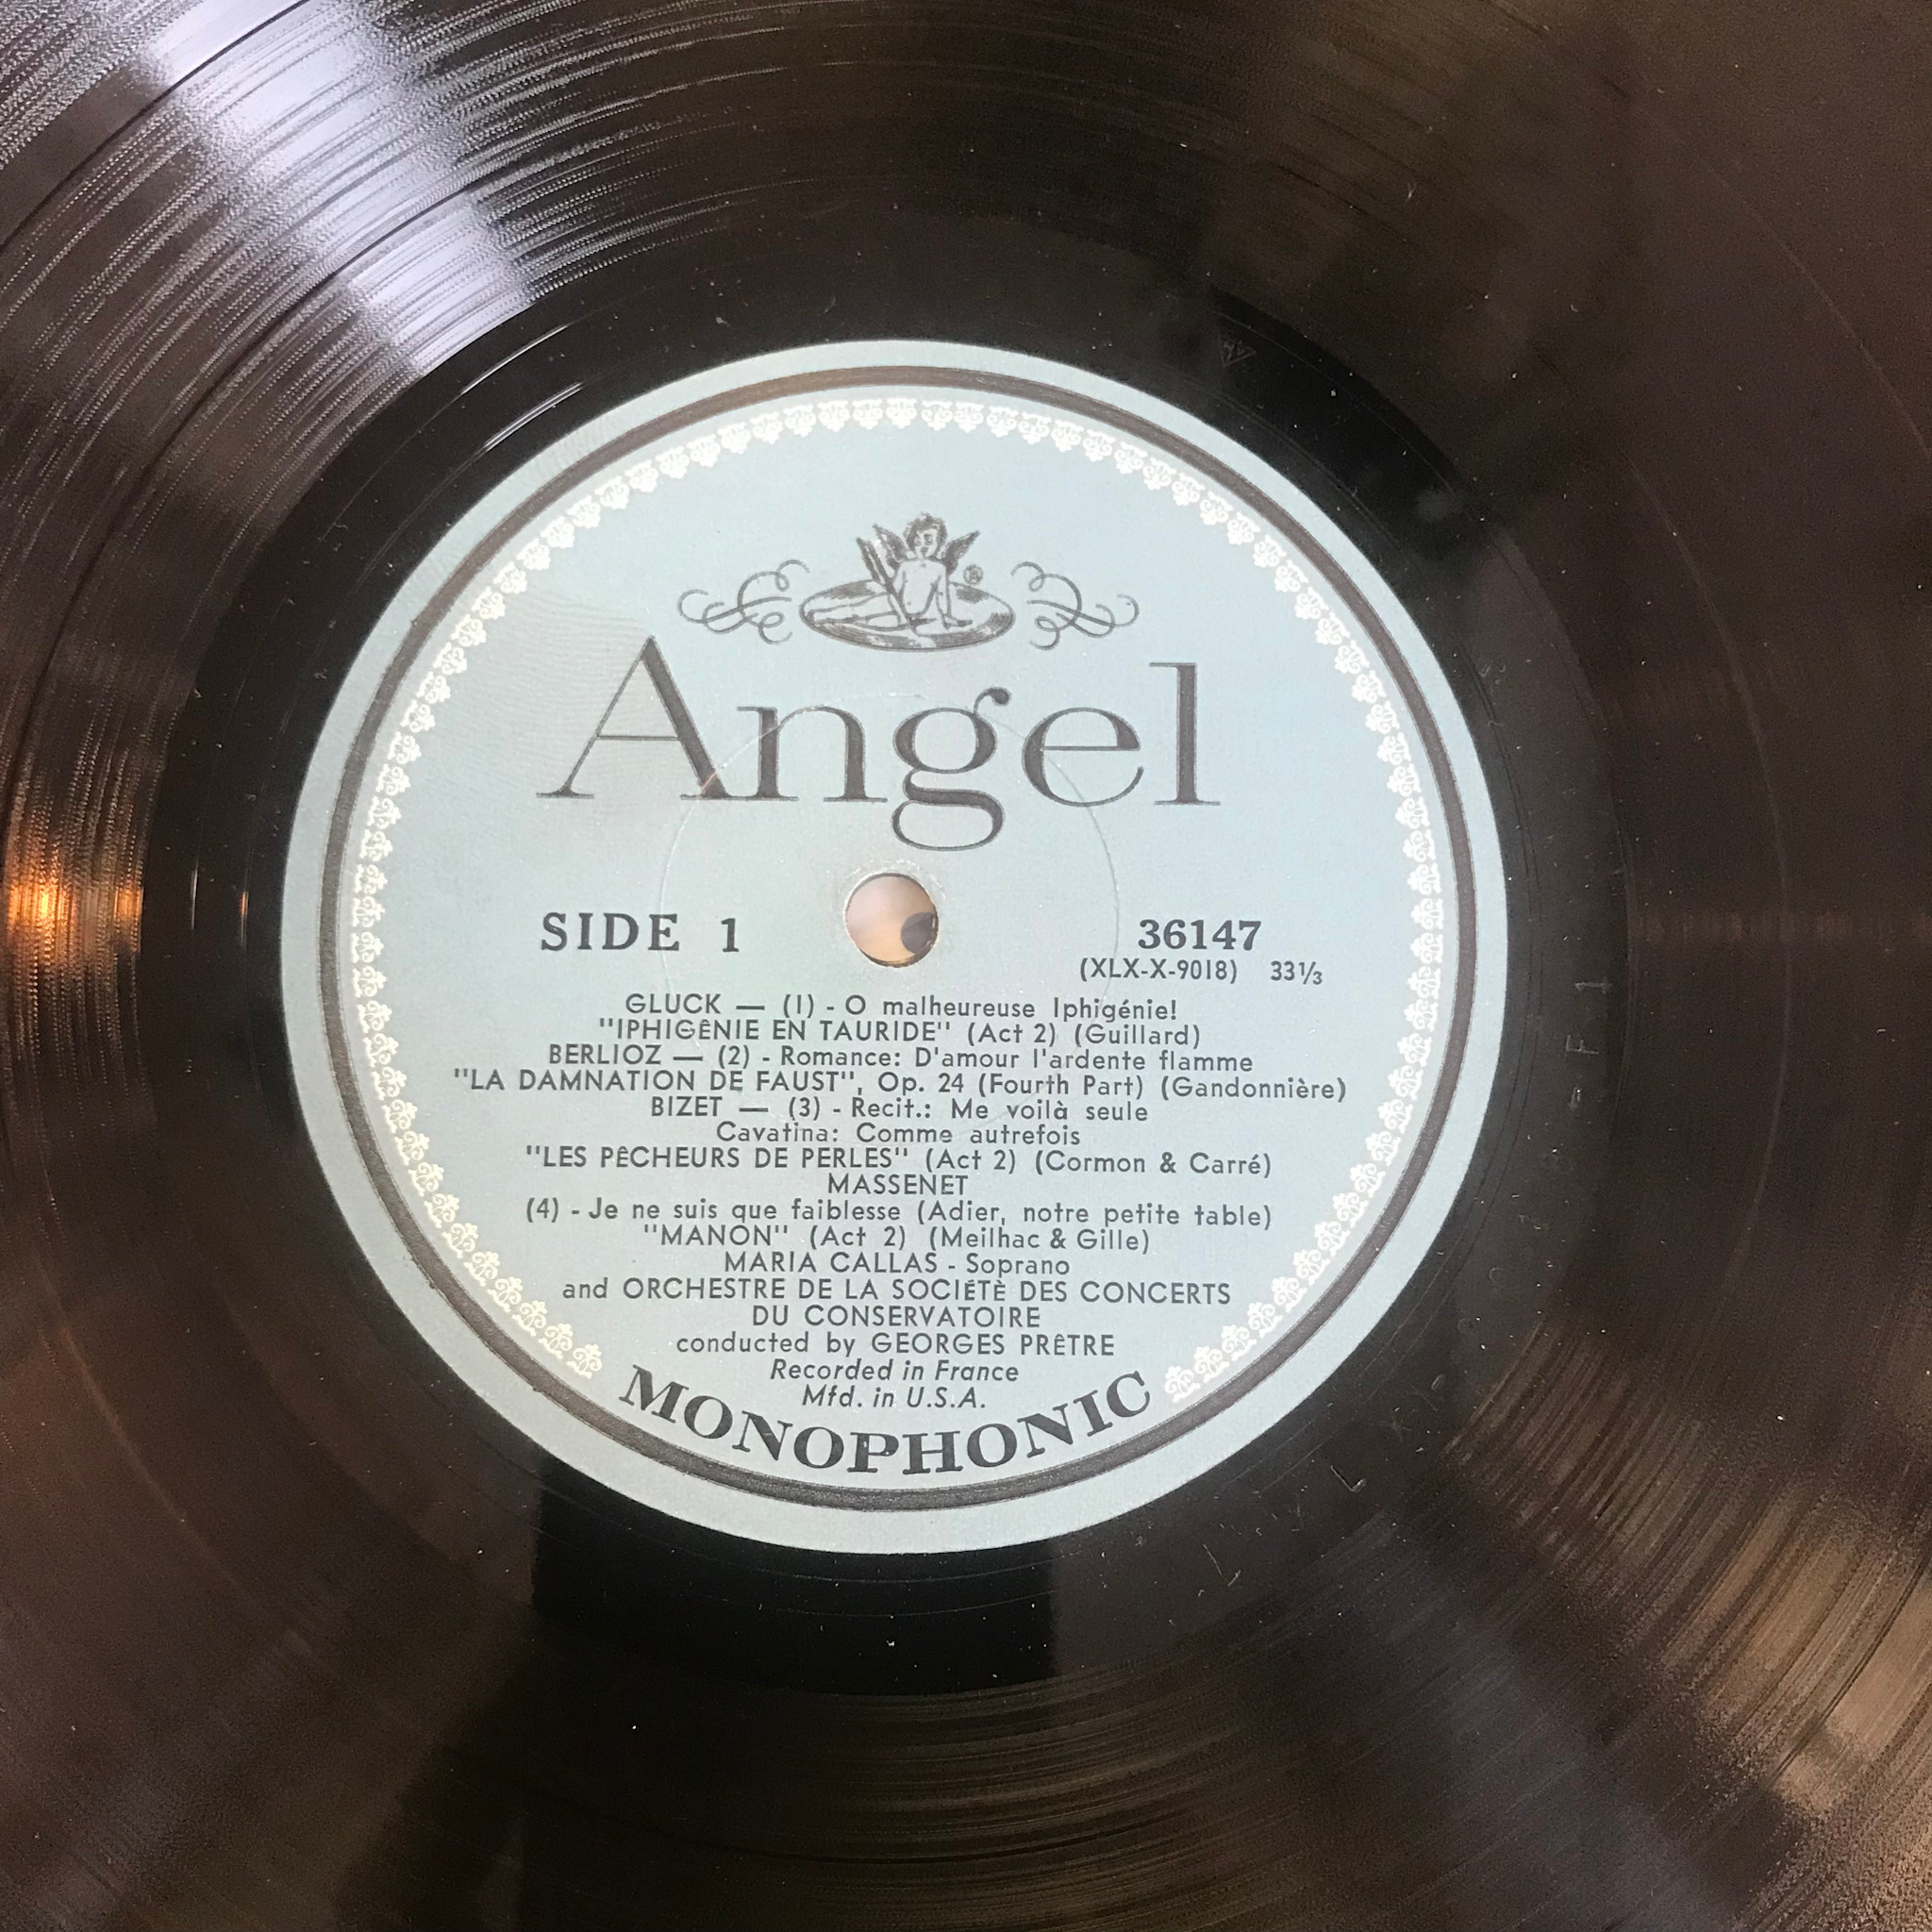 ®
Angel
SIDE 1
36147
(XLX-X-9018) 33⅓
GLUCK — (1) - O malheureuse Iphigénie!
"IPHIGÊNIE EN TAURIDE" (Act 2) (Guillard)
BERLIOZ — (2) - Romance: D'amour l'ardente flamme
"LA DAMNATION DE FAUST", Op. 24 (Fourth Part) (Gandonnière)
BIZET — (3) - Recit.: Me voilà seule
Cavatina: Comme autrefois
"LES PÊCHEURS DE PERLES" (Act 2) (Cormon & Carré)
MASSENET
(4) - Je ne suis que faiblesse (Adier, notre petite table)
"MANON" (Act 2) (Meilhac & Gille)
MARIA CALLAS - Soprano
and ORCHESTRE DE LA SOCIÉTÈ DES CONCERTS
DU CONSERVATOIRE
conducted by GEORGES PRÊTRE
Recorded in France
Mfd. in U.S.A.
MONOPHONIC